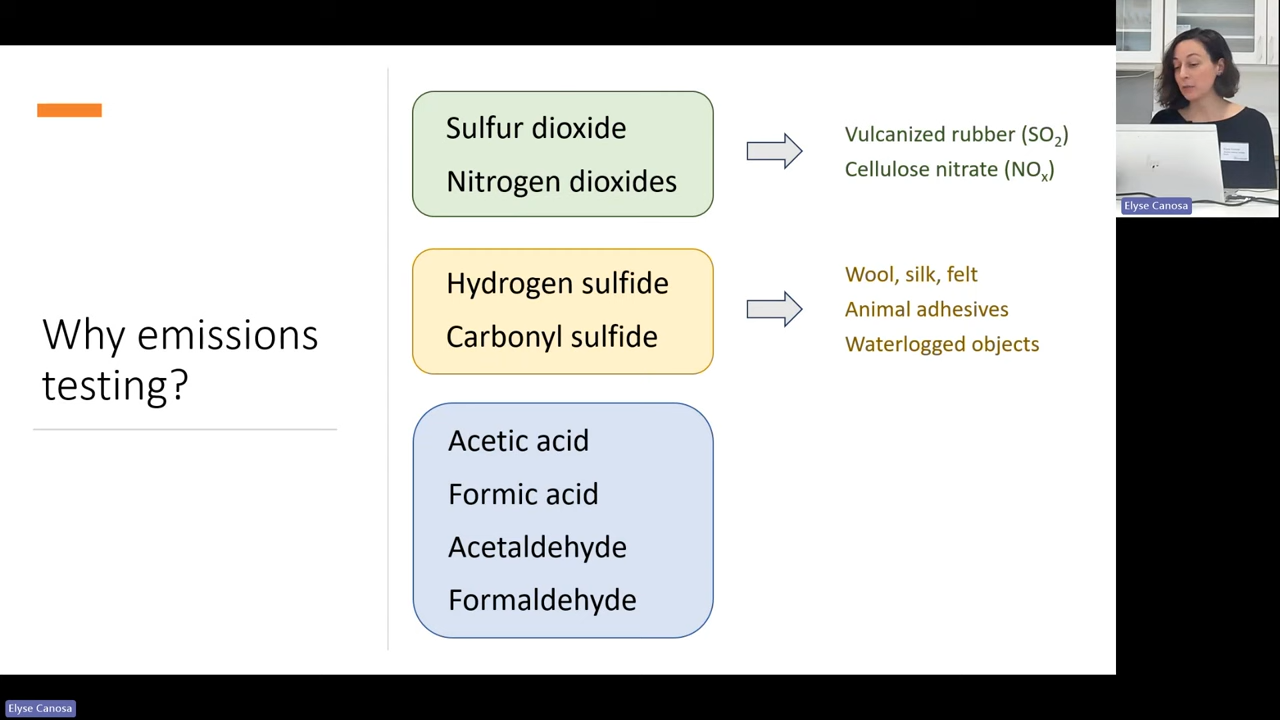 Why emissions
testing?
Sulfur dioxide
Nitrogen dioxides
Vulcanized rubber (SO₂)
Cellulose nitrate (NOₓ)
Hydrogen sulfide
Carbonyl sulfide
Wool, silk, felt
Animal adhesives
Waterlogged objects
Acetic acid
Formic acid
Acetaldehyde
Formaldehyde
Elyse Canosa
Elyse Canosa